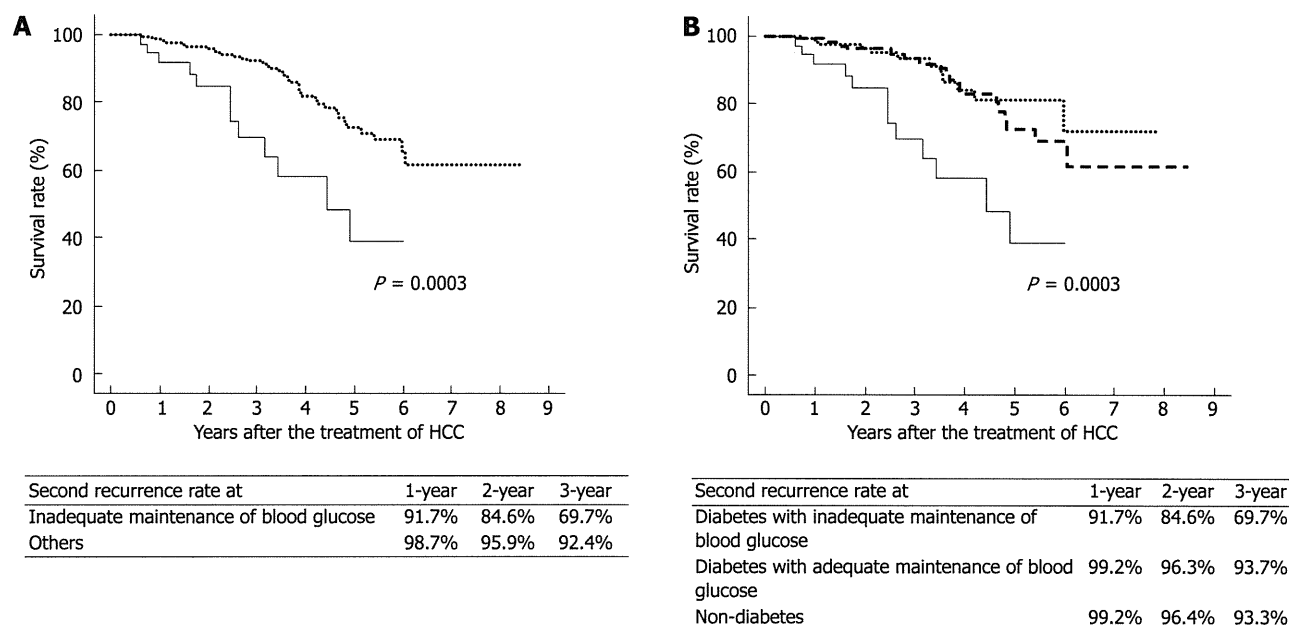 A
100
80
60
40
20
0
Survival rate (%)
P = 0.0003
0 1 2 3 4 5 6 7 8 9
Years after the treatment of HCC
Second recurrence rate at 1-year 2-year 3-year
Inadequate maintenance of blood glucose 91.7% 84.6% 69.7%
Others 98.7% 95.9% 92.4%
B
100
80
60
40
20
0
Survival rate (%)
P = 0.0003
0 1 2 3 4 5 6 7 8 9
Years after the treatment of HCC
Second recurrence rate at 1-year 2-year 3-year
Diabetes with inadequate maintenance of 91.7% 84.6% 69.7%
blood glucose
Diabetes with adequate maintenance of blood 99.2% 96.3% 93.7%
glucose
Non-diabetes 99.2% 96.4% 93.3%